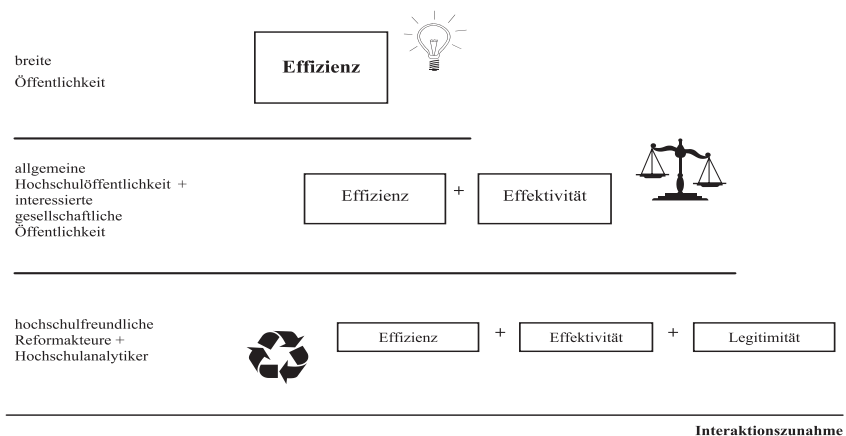 breite
Öffentlichkeit
Effizienz
allgemeine
Hochschulöffentlichkeit +
interessierte
gesellschaftliche
Öffentlichkeit
Effizienz + Effektivität
hochschulfreundliche
Reformakteure +
Hochschulanalytiker
Effizienz + Effektivität + Legitimität
Interaktionszunahme